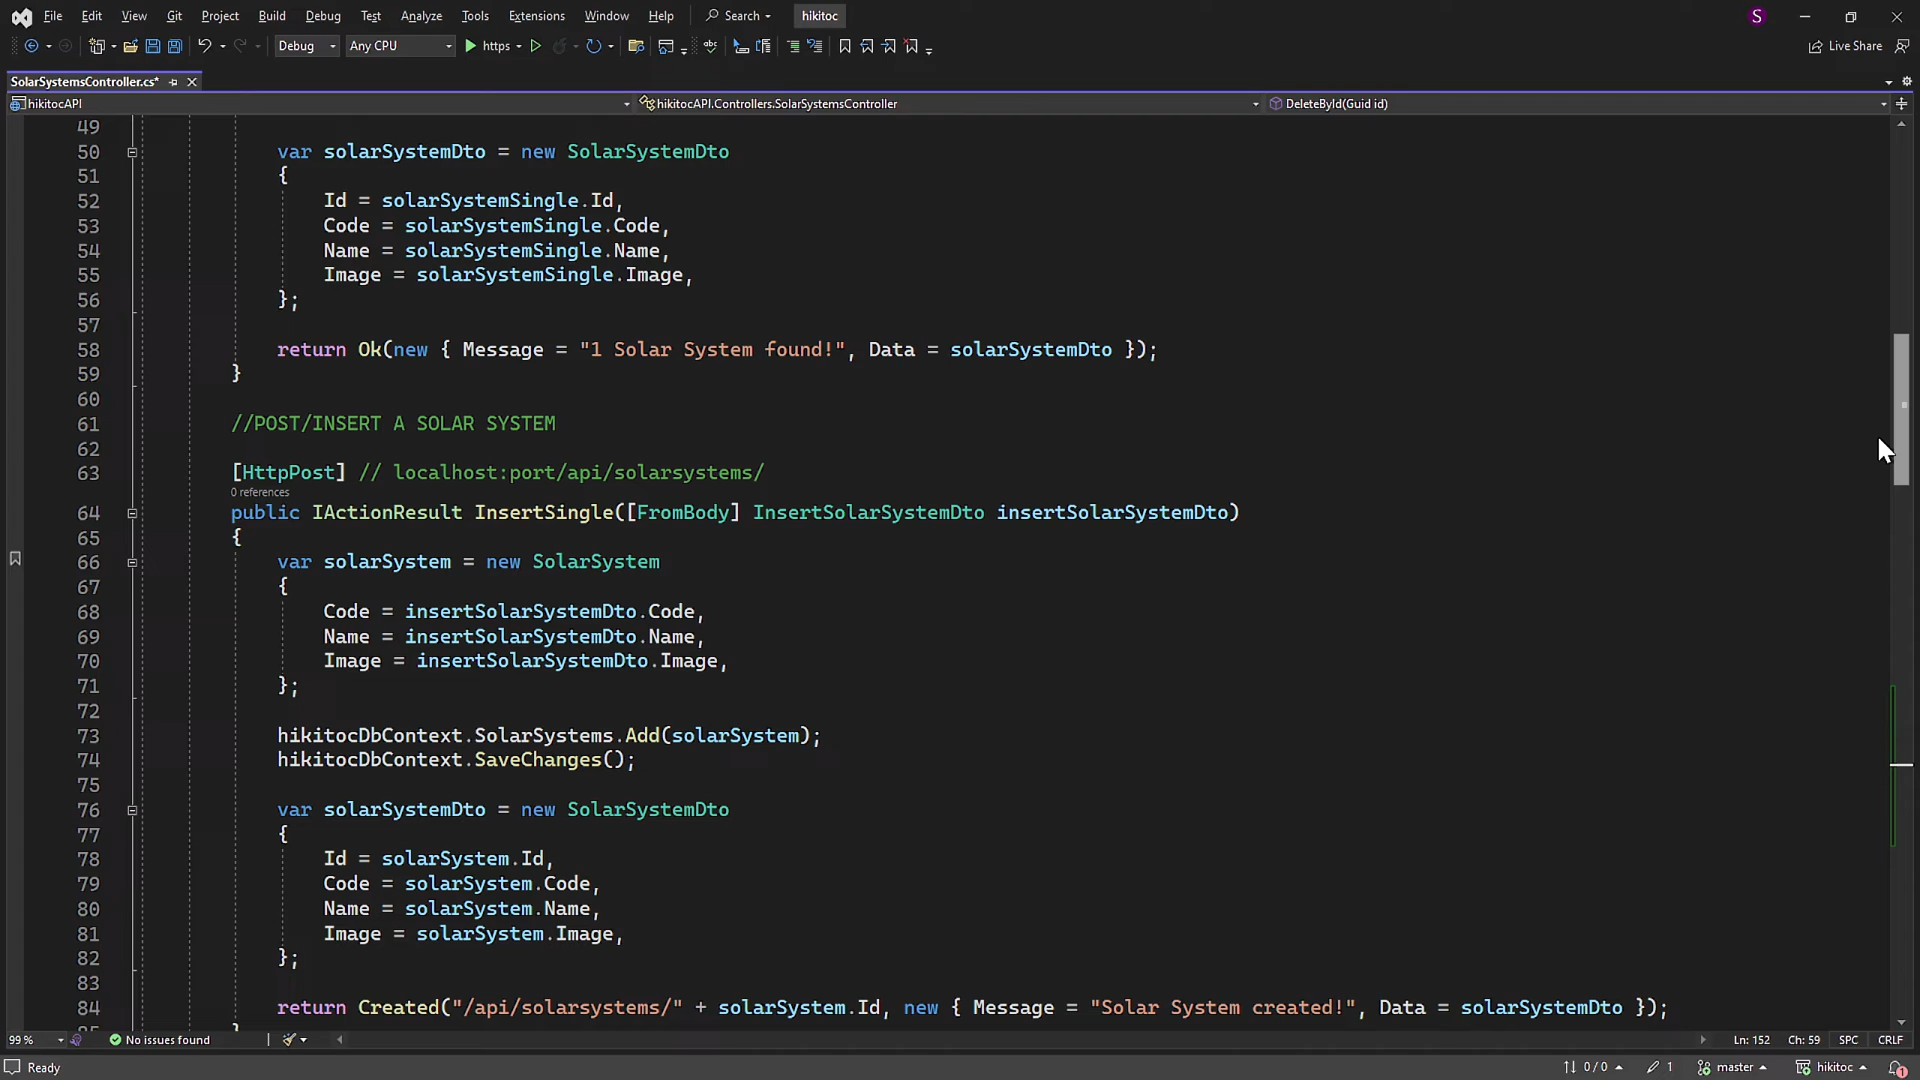 File Edit View Git Project Build Debug Test Analyze Tools Extensions Window Help Search hikitoc S
Debug Any CPU https Live Share
SolarSystemsController.cs*
hikitocAPI hikitocAPI.Controllers.SolarSystemsController DeleteById(Guid id)
49
50 var solarSystemDto = new SolarSystemDto
51 {
52 Id = solarSystemSingle.Id,
53 Code = solarSystemSingle.Code,
54 Name = solarSystemSingle.Name,
55 Image = solarSystemSingle.Image,
56 };
57
58 return Ok(new { Message = "1 Solar System found!", Data = solarSystemDto });
59 }
60
61 //POST/INSERT A SOLAR SYSTEM
62
63 [HttpPost] // localhost:port/api/solarsystems/
0 references
64 public IActionResult InsertSingle([FromBody] InsertSolarSystemDto insertSolarSystemDto)
65 {
66 var solarSystem = new SolarSystem
67 {
68 Code = insertSolarSystemDto.Code,
69 Name = insertSolarSystemDto.Name,
70 Image = insertSolarSystemDto.Image,
71 };
72
73 hikitocDbContext.SolarSystems.Add(solarSystem);
74 hikitocDbContext.SaveChanges();
75
76 var solarSystemDto = new SolarSystemDto
77 {
78 Id = solarSystem.Id,
79 Code = solarSystem.Code,
80 Name = solarSystem.Name,
81 Image = solarSystem.Image,
82 };
83
84 return Created("/api/solarsystems/" + solarSystem.Id, new { Message = "Solar System created!", Data = solarSystemDto });
99 % No issues found Ln: 152 Ch: 59 SPC CRLF
Ready 0 / 0 1 master hikitoc 1